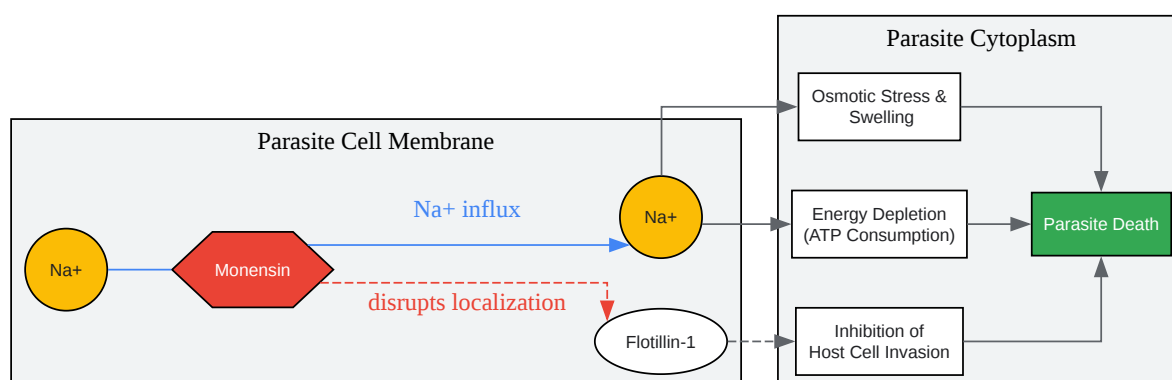 Parasite Cytoplasm
Osmotic Stress &
Swelling
Parasite Cell Membrane
Na+ influx
Na+
Energy Depletion
(ATP Consumption)
Parasite Death
Na+
Monensin
disrupts localization
Flotillin-1
Inhibition of
Host Cell Invasion